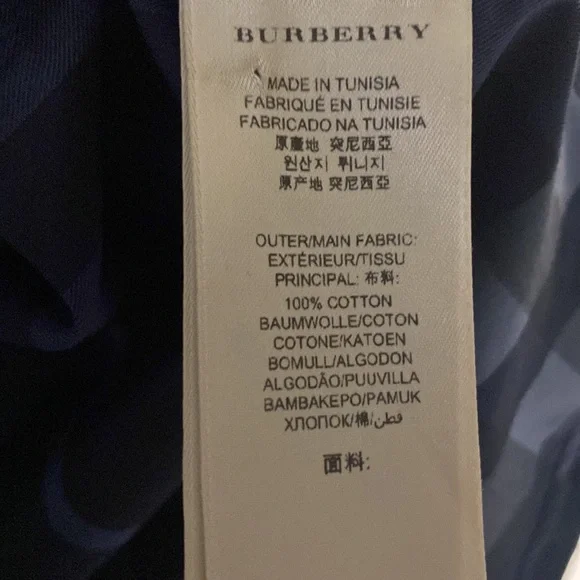 BURBERRY
MADE IN TUNISIA
FABRIQUÉ EN TUNISIE
FABRICADO NA TUNISIA
原產地 突尼西亞
원산지 튀니지
原产地 突尼西亞
OUTER/MAIN FABRIC:
EXTÉRIEUR/TISSU
PRINCIPAL: 布料:
100% COTTON
BAUMWOLLE/COTON
COTONE/KATOEN
BOMULL/ALGODON
ALGODÃO/PUUVILLA
BAMBAKEPO/PAMUK
ХЛОПОК/棉/قطن
面料: